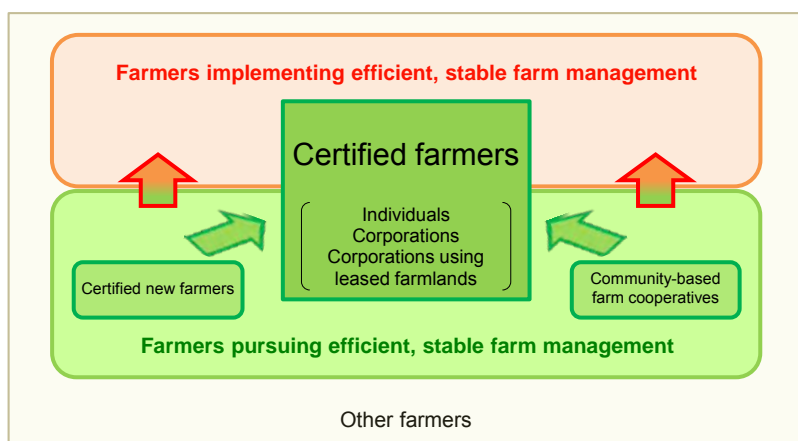 Farmers implementing efficient, stable farm management
Certified farmers
Individuals
Corporations
Corporations using
leased farmlands
Certified new farmers
Community-based
farm cooperatives
Farmers pursuing efficient, stable farm management
Other farmers